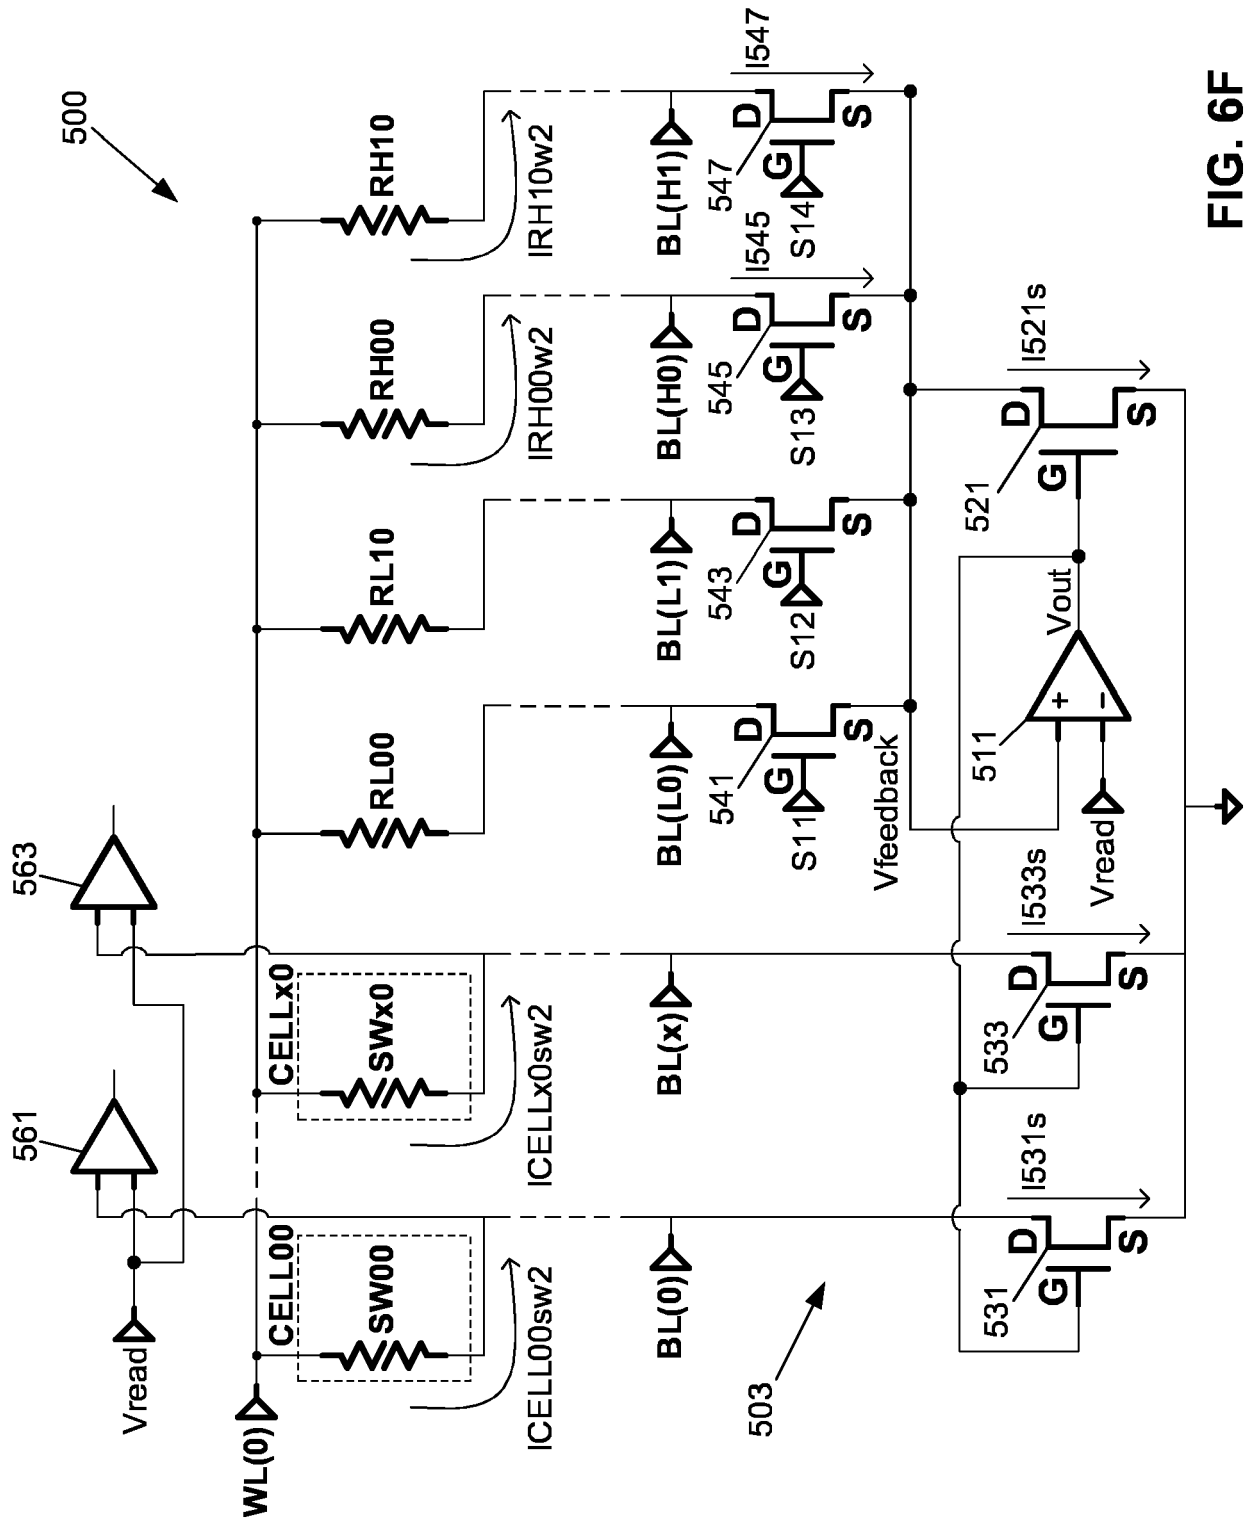 500
561
563
Vread
WL(0)
CELL00
SW00
CELLx0
SWx0
RL00
RL10
RH00
RH10
ICELL00sw2
ICELLx0sw2
IRH00w2
IRH10w2
503
BL(0)
BL(x)
BL(L0)
BL(L1)
BL(H0)
BL(H1)
541
D
G
S
S11
543
D
G
S
S12
545
D
G
S
S13
I545
547
D
G
S
S14
I547
Vfeedback
531
D
G
S
I531s
533
D
G
S
I533s
511
+
−
Vread
Vout
521
D
G
S
I521s
FIG. 6F